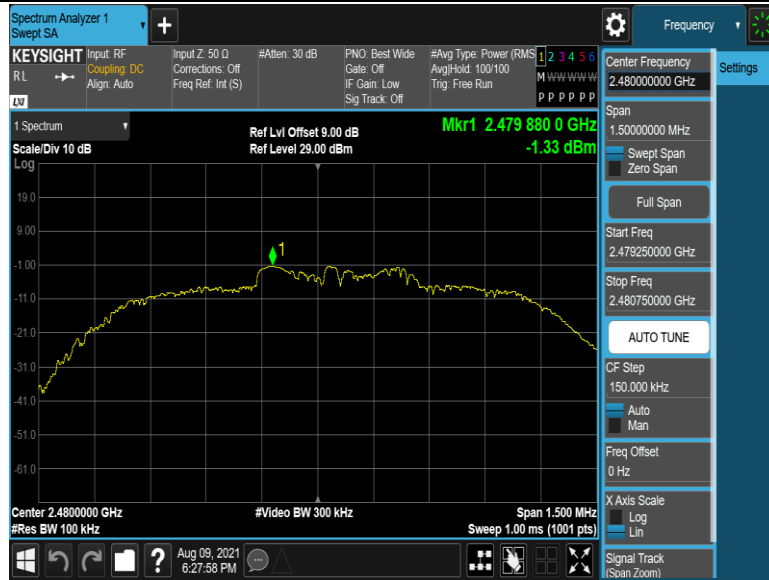 Spectrum Analyzer 1
Swept SA
+
Frequency
KEYSIGHT
RL
LXI
Input: RF
Coupling: DC
Align: Auto
Input Z: 50 Ω
Corrections: Off
Freq Ref: Int (S)
#Atten: 30 dB
PNO: Best Wide
Gate: Off
IF Gain: Low
Sig Track: Off
#Avg Type: Power (RMS
Avg|Hold: 100/100
Trig: Free Run
1 2 3 4 5 6
M W W W W W
P P P P P P
1 Spectrum
Scale/Div 10 dB
Log
Ref Lvl Offset 9.00 dB
Ref Level 29.00 dBm
Mkr1 2.479 880 0 GHz
-1.33 dBm
19.0
9.00
-1.00
-11.0
-21.0
-31.0
-41.0
-51.0
-61.0
1
Center 2.4800000 GHz
#Res BW 100 kHz
#Video BW 300 kHz
Span 1.500 MHz
Sweep 1.00 ms (1001 pts)
?
Aug 09, 2021
6:27:58 PM
Center Frequency
2.480000000 GHz
Settings
Span
1.50000000 MHz
Swept Span
Zero Span
Full Span
Start Freq
2.479250000 GHz
Stop Freq
2.480750000 GHz
AUTO TUNE
CF Step
150.000 kHz
Auto
Man
Freq Offset
0 Hz
X Axis Scale
Log
Lin
Signal Track
(Span Zoom)